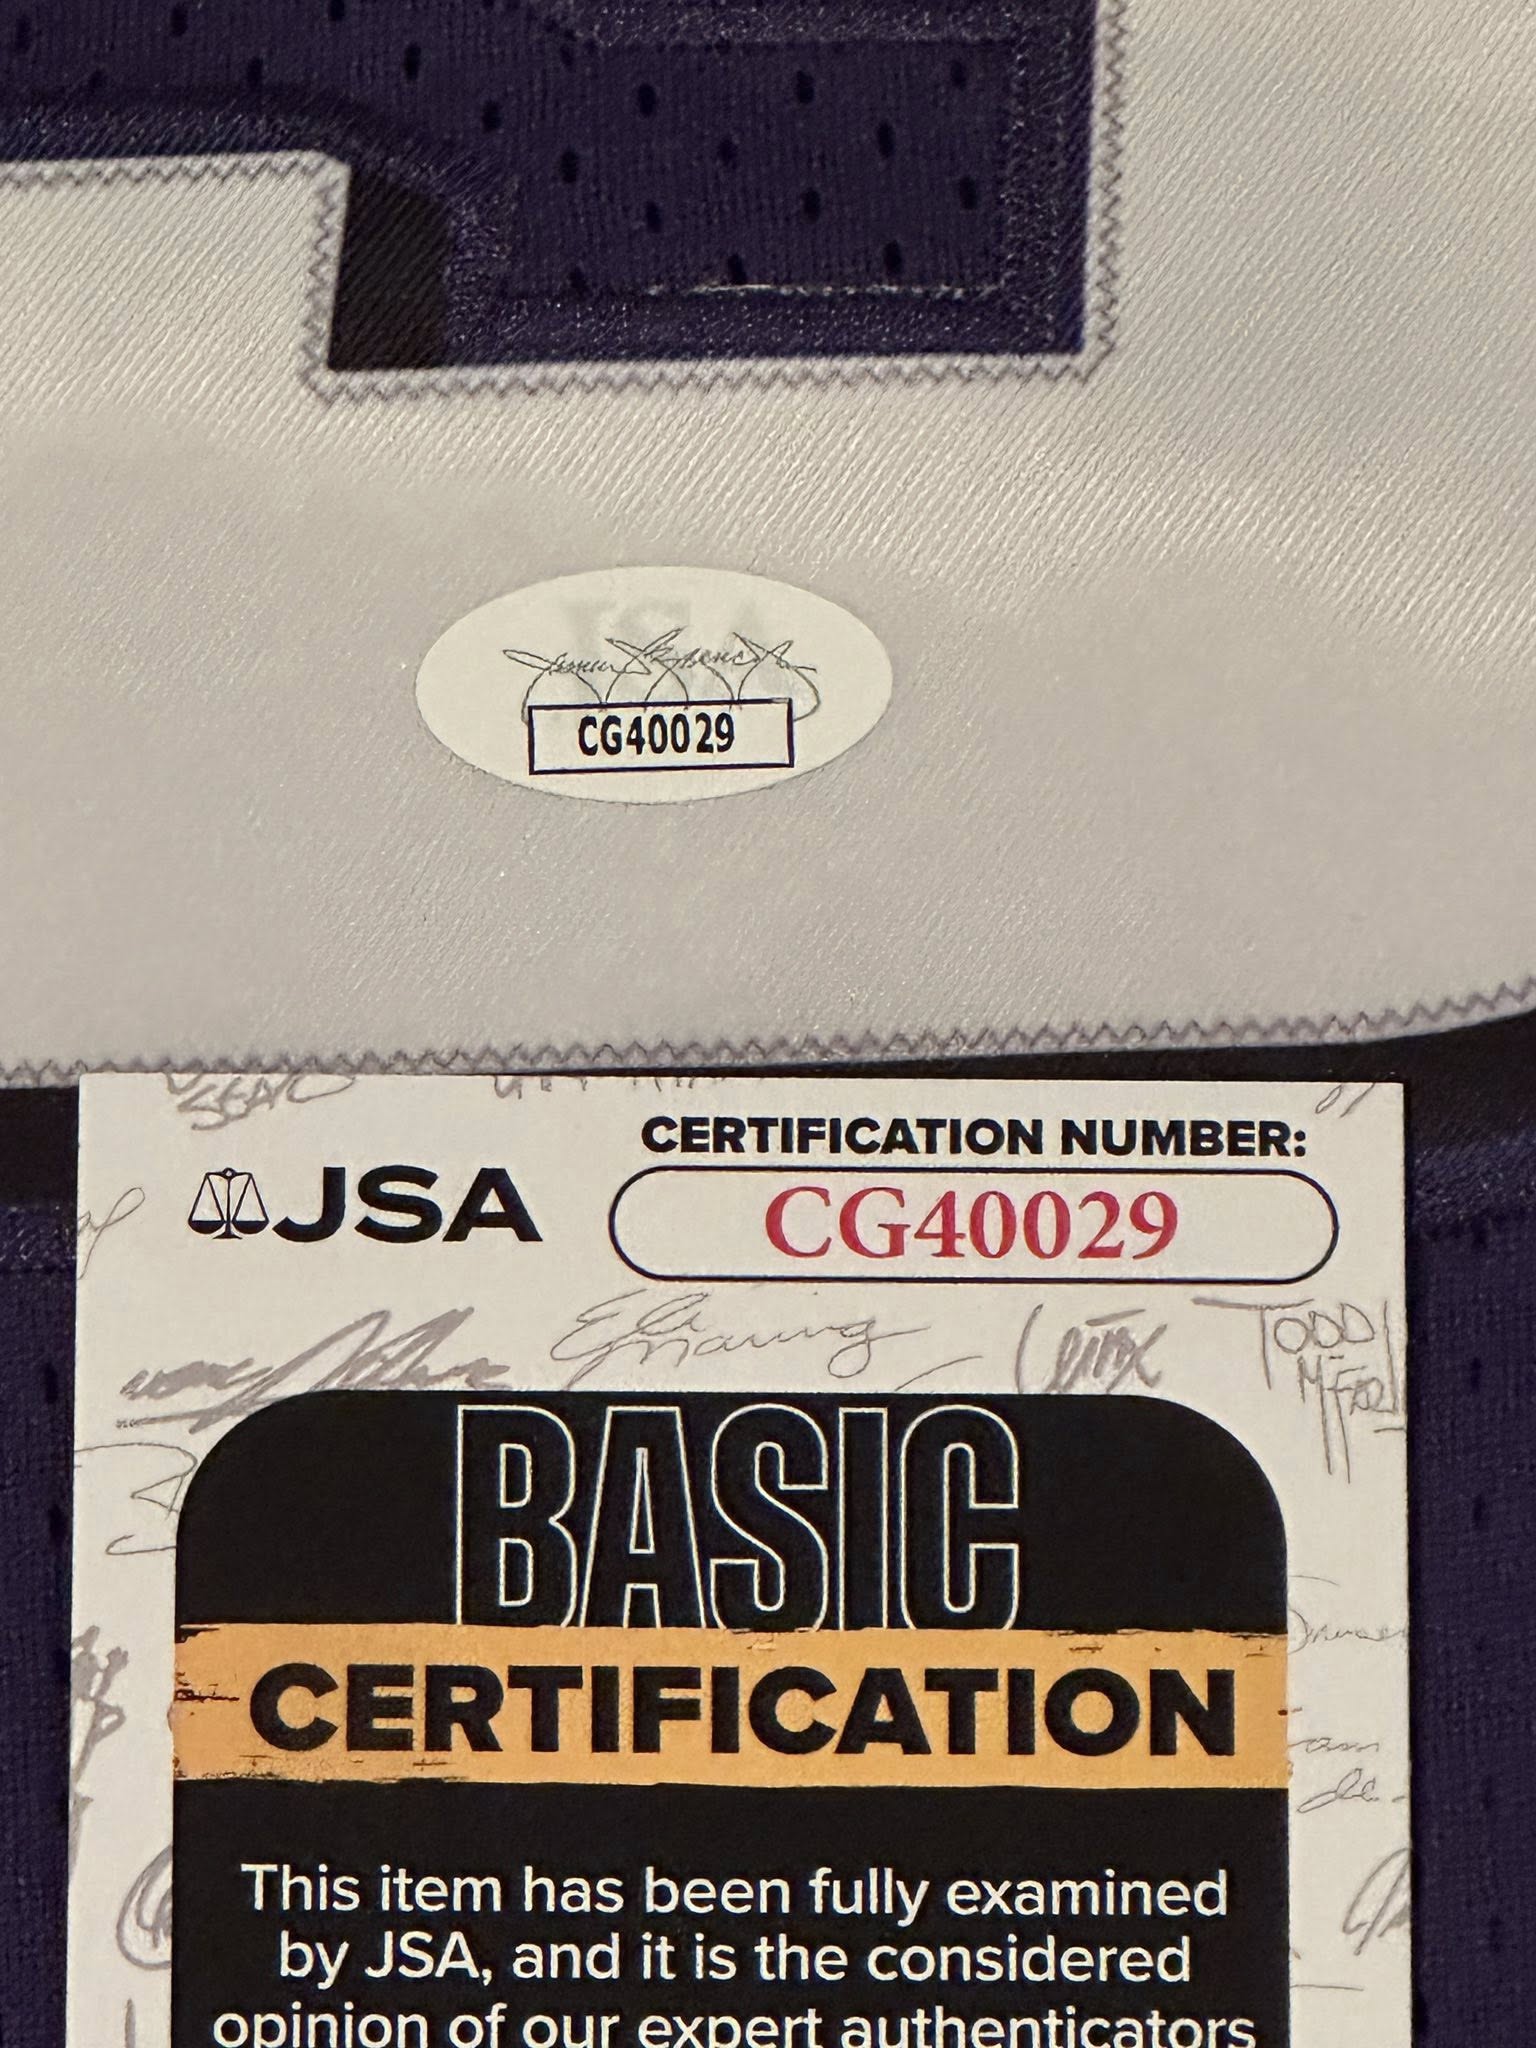 CG40029
JSA
CERTIFICATION NUMBER:
CG40029
TODD
BASIC
CERTIFICATION
This item has been fully examined
by JSA, and it is the considered
opinion of our expert authenticators